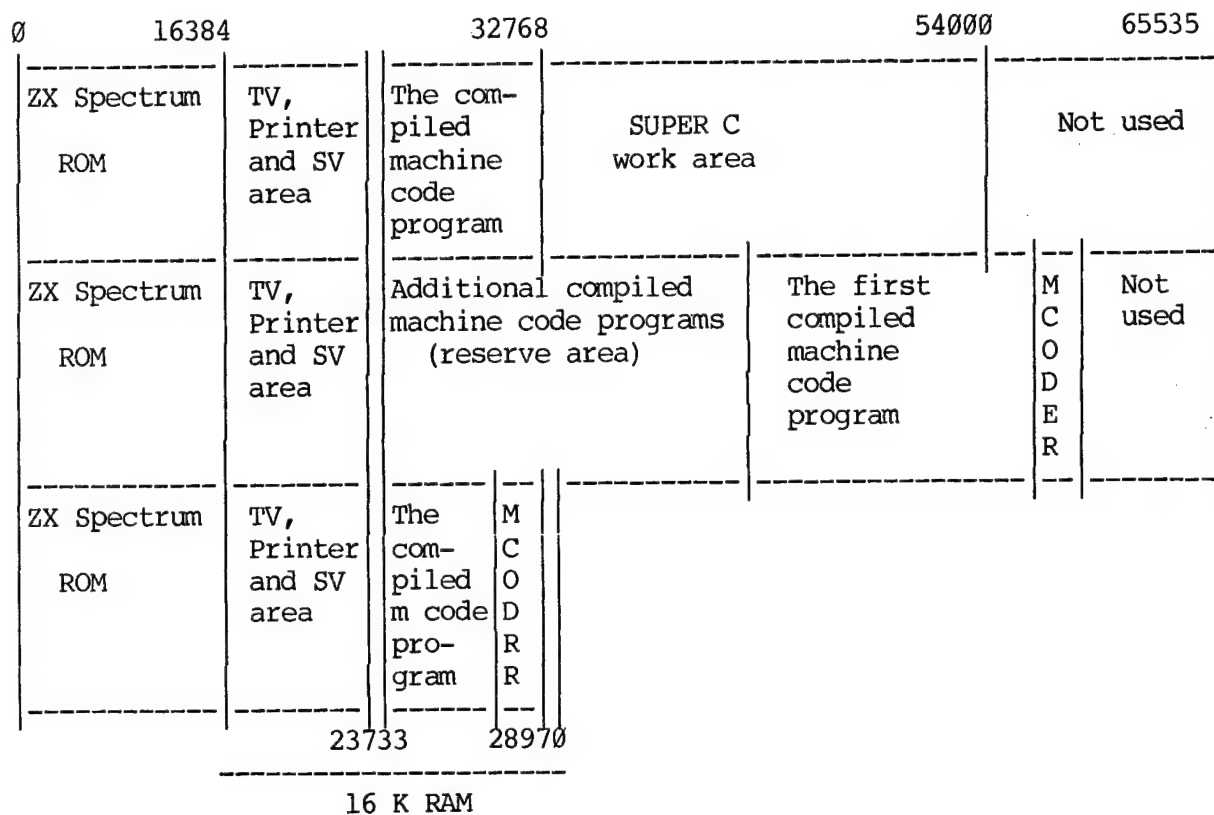 Ø 16384 32768 54ØØØ 65535
ZX Spectrum TV, The com-
Printer piled SUPER C Not used
ROM and SV machine work area
area code
program
ZX Spectrum TV, Additional compiled The first M Not
Printer machine code programs compiled C used
ROM and SV (reserve area) machine O
area code D
program E
R
ZX Spectrum TV, The M
Printer com- C
ROM and SV piled O
area m code D
pro- R
gram R
23733 2897Ø
16 K RAM